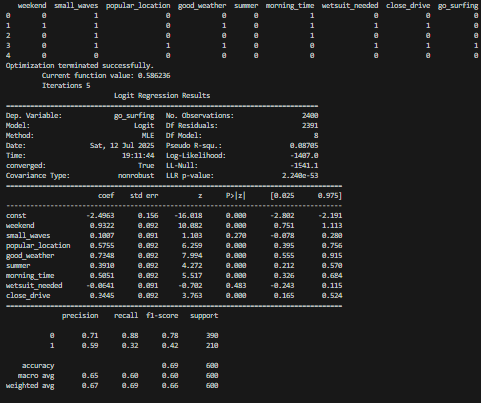 weekend  small_waves  popular_location  good_weather  summer  morning_time  wetsuit_needed  close_drive  go_surfing
0        0            1                 0             0       0             1               0            0           0
1        1            1                 0             1       0             1               0            1           1
2        0            1                 0             0       0             1               0            0           0
3        0            1                 1             1       0             0               1            1           1
4        0            0                 0             0       0             0               0            0           0
Optimization terminated successfully.
         Current function value: 0.586236
         Iterations 5
                           Logit Regression Results
==============================================================================
Dep. Variable:             go_surfing   No. Observations:                 2400
Model:                          Logit   Df Residuals:                     2391
Method:                           MLE   Df Model:                            8
Date:                Sat, 12 Jul 2025   Pseudo R-squ.:                 0.08705
Time:                        19:11:44   Log-Likelihood:                -1407.0
converged:                       True   LL-Null:                       -1541.1
Covariance Type:            nonrobust   LLR p-value:                 2.240e-53
==============================================================================
                       coef    std err          z      P>|z|      [0.025      0.975]
------------------------------------------------------------------------------
const               -2.4963      0.156    -16.018      0.000      -2.802      -2.191
weekend              0.9322      0.092     10.082      0.000       0.751       1.113
small_waves          0.1007      0.091      1.103      0.270      -0.078       0.280
popular_location     0.5755      0.092      6.259      0.000       0.395       0.756
good_weather         0.7348      0.092      7.994      0.000       0.555       0.915
summer               0.3910      0.092      4.272      0.000       0.212       0.570
morning_time         0.5051      0.092      5.517      0.000       0.326       0.684
wetsuit_needed      -0.0641      0.091     -0.702      0.483      -0.243       0.115
close_drive          0.3445      0.092      3.763      0.000       0.165       0.524
==============================================================================
              precision    recall  f1-score   support
           0       0.71      0.88      0.78       390
           1       0.59      0.32      0.42       210
    accuracy                           0.69       600
   macro avg       0.65      0.60      0.60       600
weighted avg       0.67      0.69      0.66       600